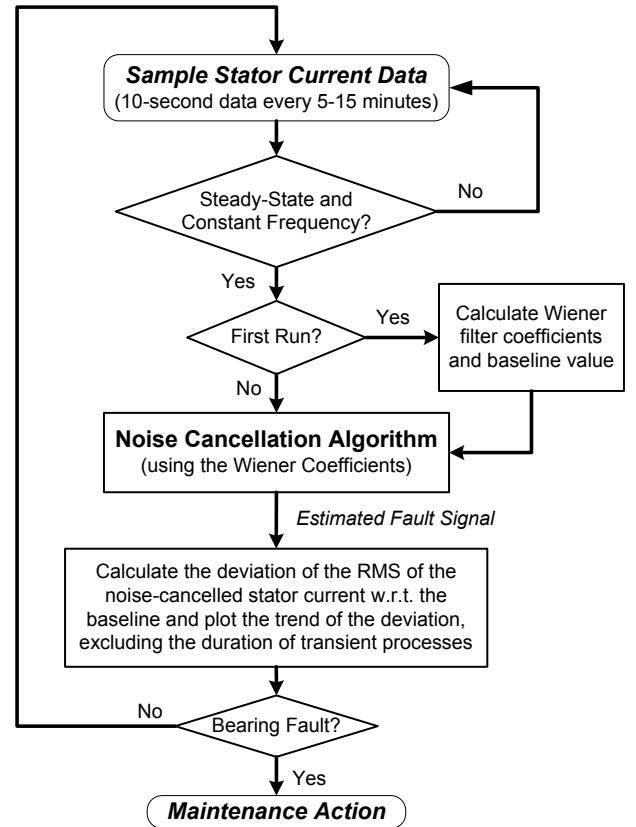 Sample Stator Current Data
(10-second data every 5-15 minutes)
Steady-State and
Constant Frequency?
No
Yes
First Run?
Yes
Calculate Wiener
filter coefficients
and baseline value
No
Noise Cancellation Algorithm
(using the Wiener Coefficients)
Estimated Fault Signal
Calculate the deviation of the RMS of the
noise-cancelled stator current w.r.t. the
baseline and plot the trend of the deviation,
excluding the duration of transient processes
No
Bearing Fault?
Yes
Maintenance Action